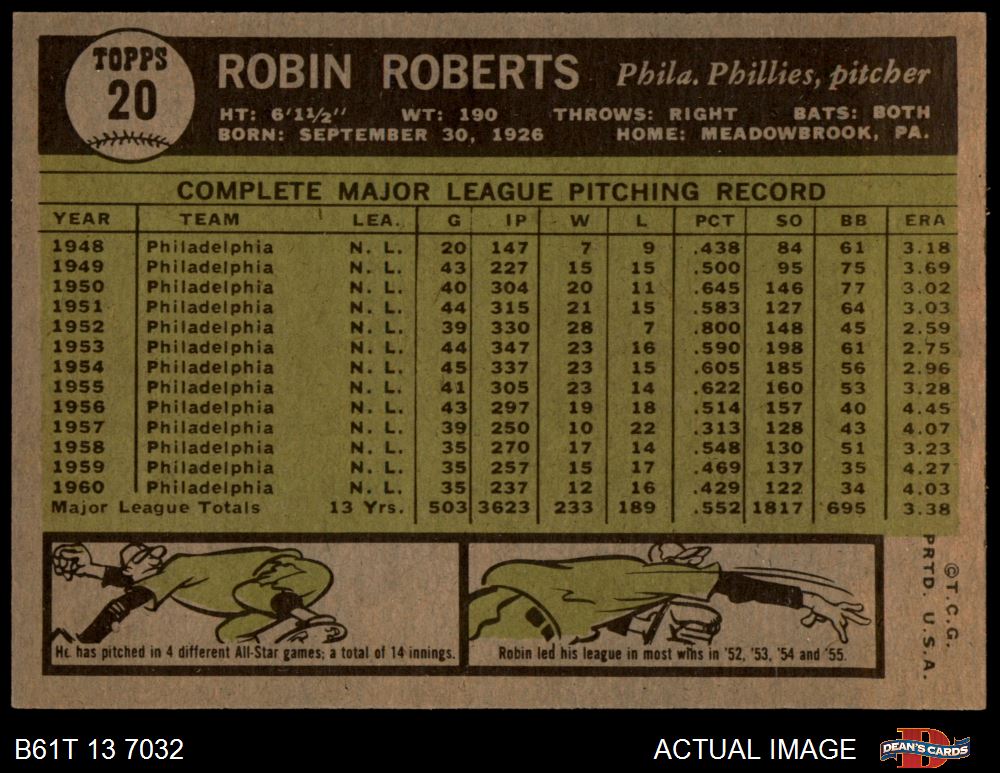 TOPPS
20
ROBIN ROBERTS Phila. Phillies, pitcher
HT: 6'11/2" WT: 190 THROWS: RIGHT BATS: BOTH
BORN: SEPTEMBER 30, 1926 HOME: MEADOWBROOK, PA.
COMPLETE MAJOR LEAGUE PITCHING RECORD
YEAR TEAM LEA. G IP W L PCT SO BB ERA
1948 Philadelphia N. L. 20 147 7 9 .438 84 61 3.18
1949 Philadelphia N. L. 43 227 15 15 .500 95 75 3.69
1950 Philadelphia N. L. 40 304 20 11 .645 146 77 3.02
1951 Philadelphia N. L. 44 315 21 15 .583 127 64 3.03
1952 Philadelphia N. L. 39 330 28 7 .800 148 45 2.59
1953 Philadelphia N. L. 44 347 23 16 .590 198 61 2.75
1954 Philadelphia N. L. 45 337 23 15 .605 185 56 2.96
1955 Philadelphia N. L. 41 305 23 14 .622 160 53 3.28
1956 Philadelphia N. L. 43 297 19 18 .514 157 40 4.45
1957 Philadelphia N. L. 39 250 10 22 .313 128 43 4.07
1958 Philadelphia N. L. 35 270 17 14 .548 130 51 3.23
1959 Philadelphia N. L. 35 257 15 17 .469 137 35 4.27
1960 Philadelphia N. L. 35 237 12 16 .429 122 34 4.03
Major League Totals 13 Yrs. 503 3623 233 189 .552 1817 695 3.38
He has pitched in 4 different All-Star games; a total of 14 innings.
Robin led his league in most wins in '52, '53, '54 and '55.
©T.C.G.
PRTD. U.S.A.
B61T 13 7032 ACTUAL IMAGE
DEAN'S CARDS